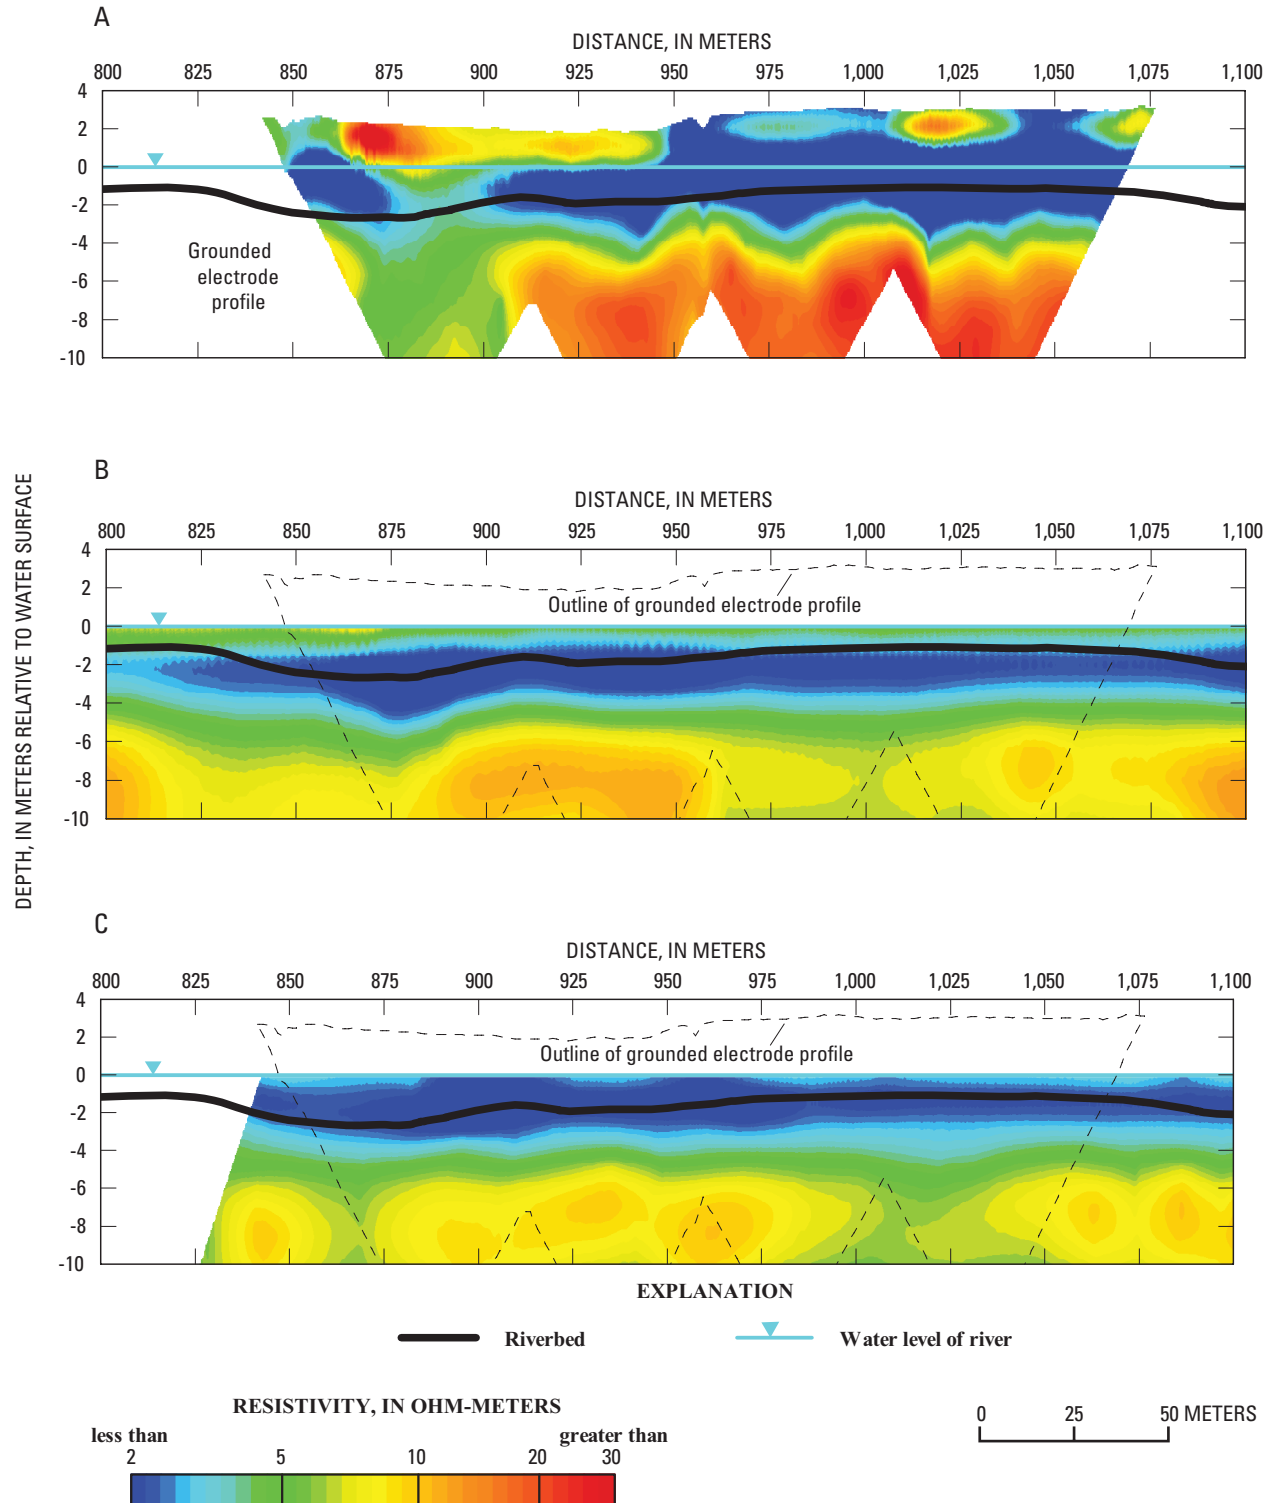 A
DISTANCE, IN METERS
800 825 850 875 900 925 950 975 1,000 1,025 1,050 1,075 1,100
4
2
0
-2
-4
-6
-8
-10
Grounded
electrode
profile
DEPTH, IN METERS RELATIVE TO WATER SURFACE
B
DISTANCE, IN METERS
800 825 850 875 900 925 950 975 1,000 1,025 1,050 1,075 1,100
4
2
0
-2
-4
-6
-8
-10
Outline of grounded electrode profile
C
DISTANCE, IN METERS
800 825 850 875 900 925 950 975 1,000 1,025 1,050 1,075 1,100
4
2
0
-2
-4
-6
-8
-10
Outline of grounded electrode profile
EXPLANATION
Riverbed
Water level of river
RESISTIVITY, IN OHM-METERS
less than greater than
2 5 10 20 30
0 25 50 METERS